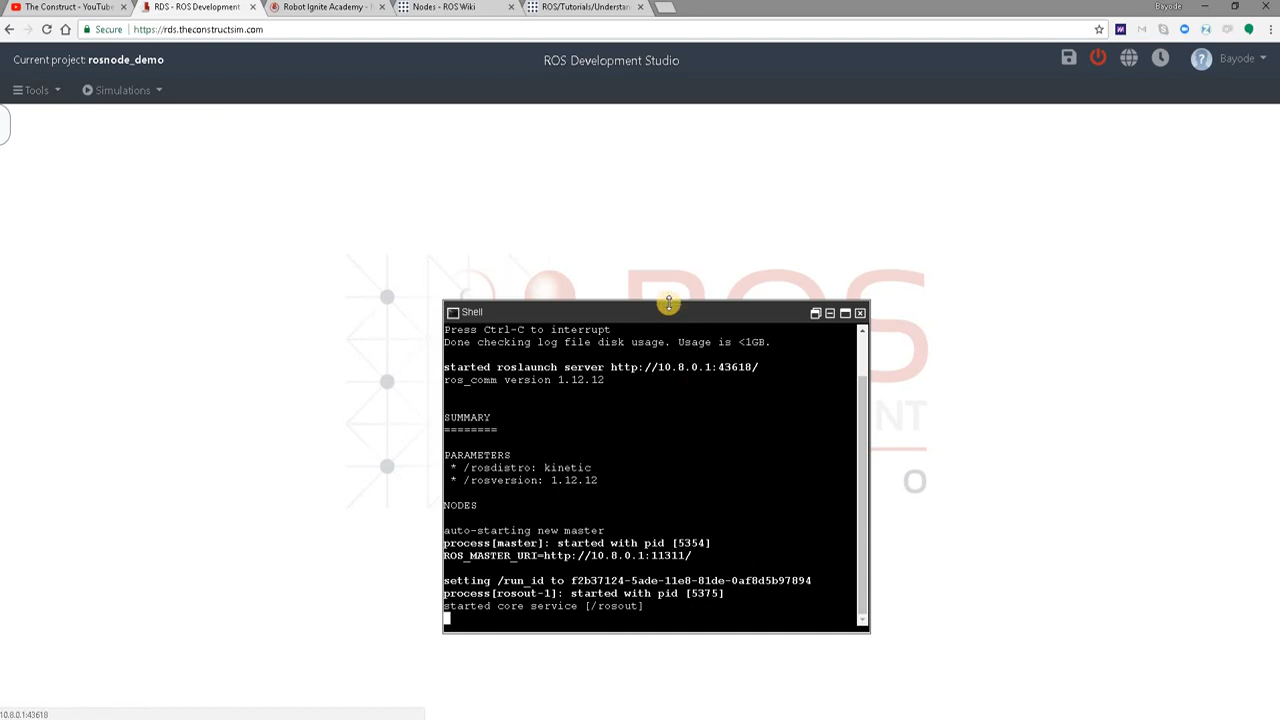 The Construct - YouTube
RDS - ROS Development
Robot Ignite Academy - F
Nodes - ROS Wiki
ROS/Tutorials/Understan
Bayode
Secure
https://rds.theconstructsim.com
Current project: rosnode_demo
ROS Development Studio
Bayode
Tools
Simulations
ROS
Shell
Press Ctrl-C to interrupt
Done checking log file disk usage. Usage is <1GB.
started roslaunch server http://10.8.0.1:43618/
ros_comm version 1.12.12
SUMMARY
========
PARAMETERS
* /rosdistro: kinetic
* /rosversion: 1.12.12
NODES
auto-starting new master
process[master]: started with pid [5354]
ROS_MASTER_URI=http://10.8.0.1:11311/
setting /run_id to f2b37124-5ade-11e8-81de-0af8d5b97894
process[rosout-1]: started with pid [5375]
started core service [/rosout]
NT
O
10.8.0.1:43618